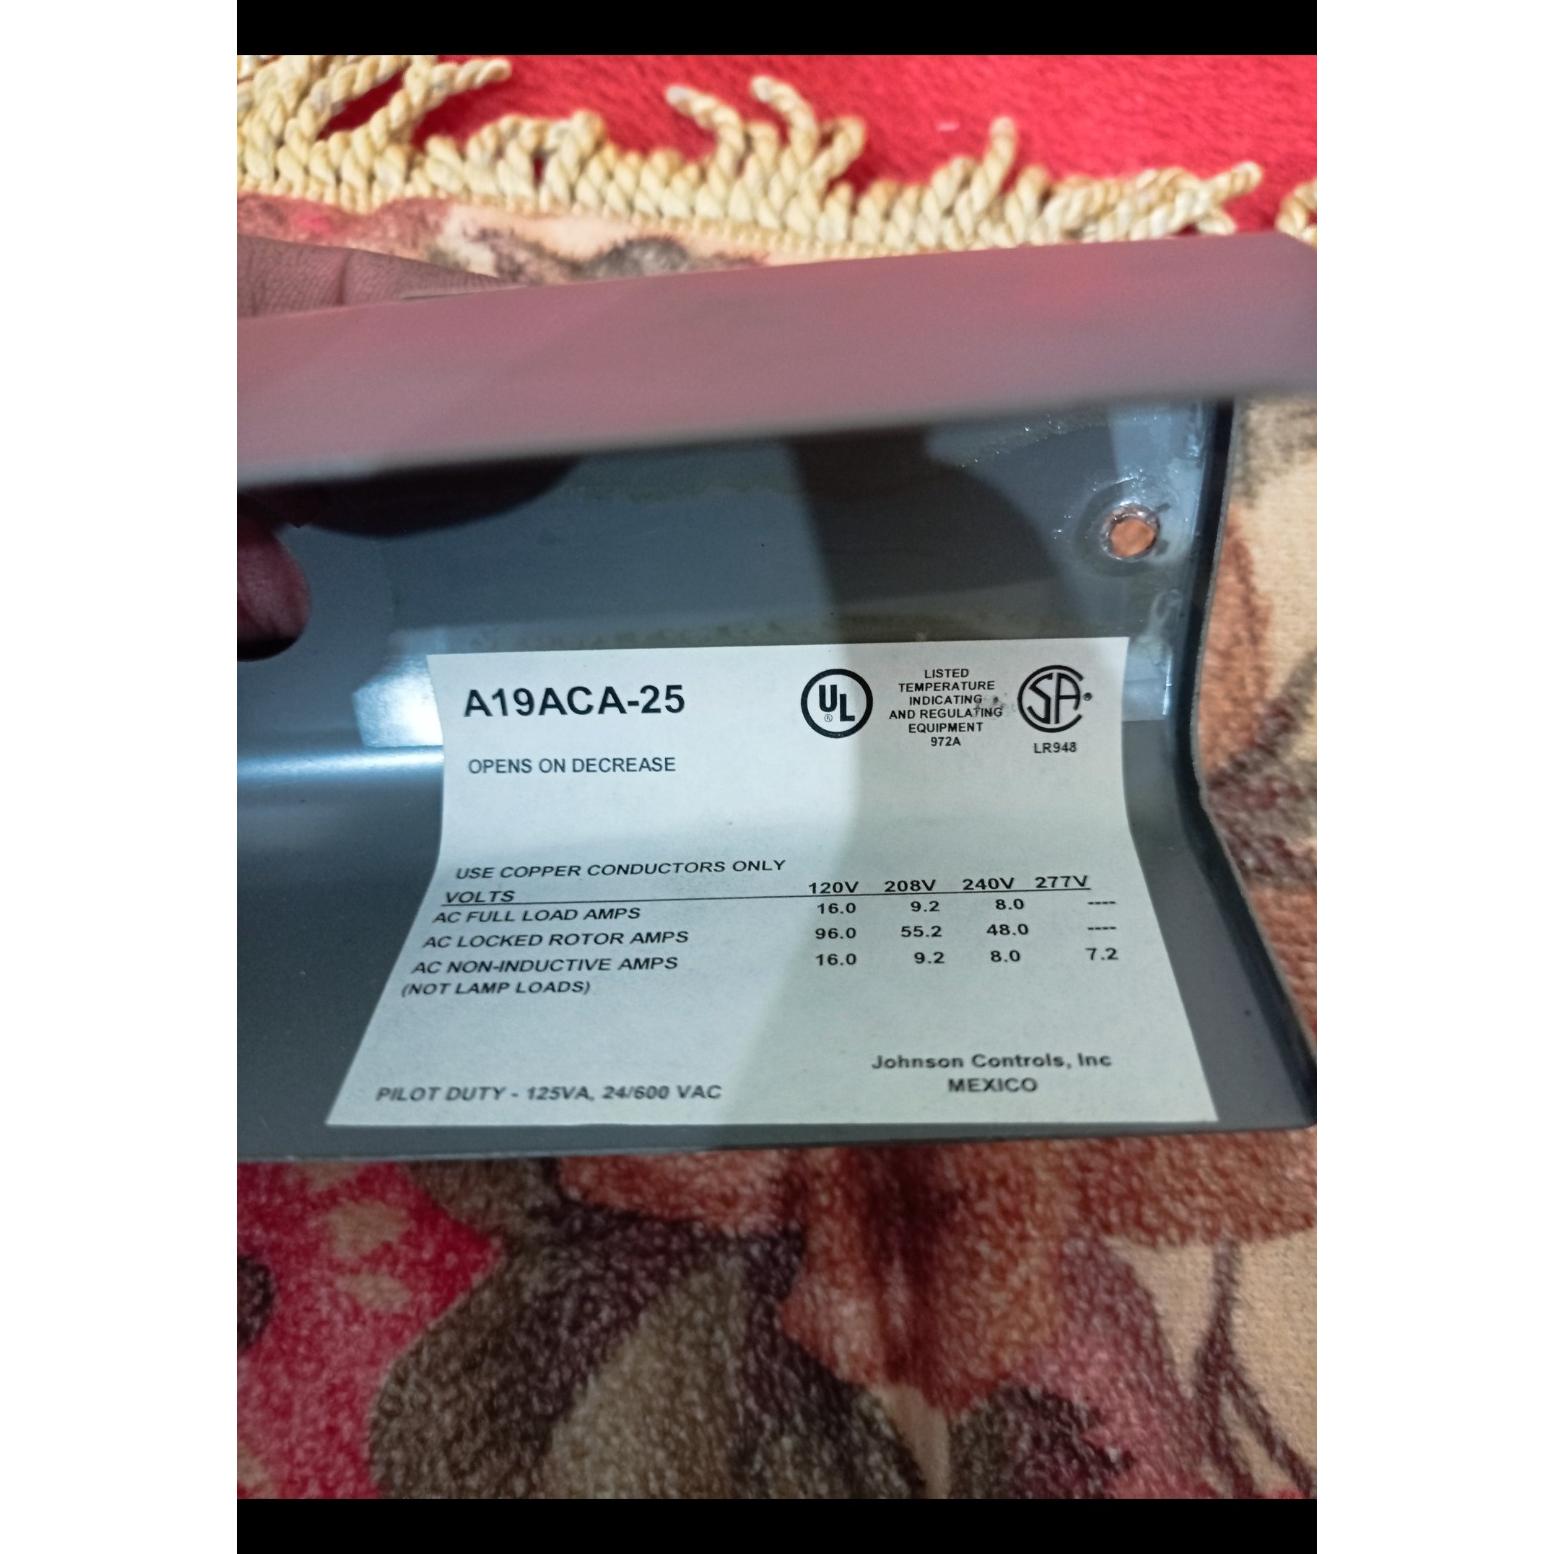 A19ACA-25
OPENS ON DECREASE
UL
®
LISTED
TEMPERATURE
INDICATING
AND REGULATING
EQUIPMENT
972A
SA®
LR948
USE COPPER CONDUCTORS ONLY
VOLTS 120V 208V 240V 277V
AC FULL LOAD AMPS 16.0 9.2 8.0 ----
AC LOCKED ROTOR AMPS 96.0 55.2 48.0 ----
AC NON-INDUCTIVE AMPS 16.0 9.2 8.0 7.2
(NOT LAMP LOADS)
Johnson Controls, Inc
MEXICO
PILOT DUTY - 125VA, 24/600 VAC